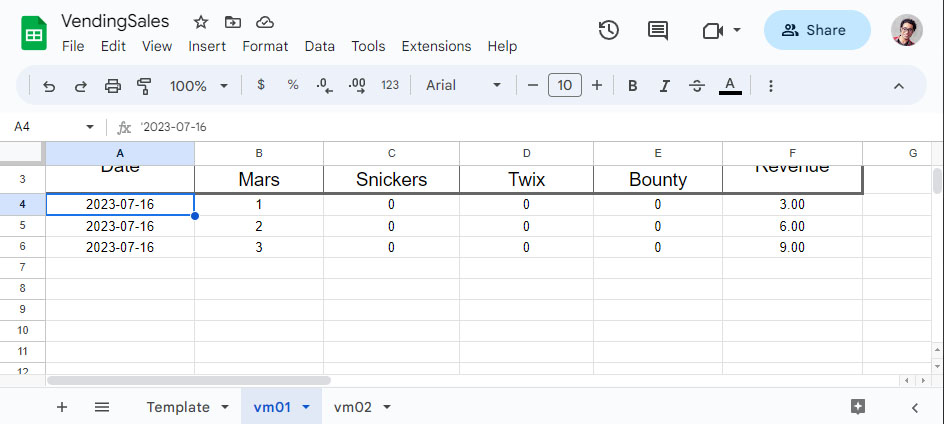 VendingSales
File Edit View Insert Format Data Tools Extensions Help
Share
100% $ % .0 .00 123 Arial 10 B I S A
A4 fx '2023-07-16
A B C D E F G
Date Revenue
3 Mars Snickers Twix Bounty
4 2023-07-16 1 0 0 0 3.00
5 2023-07-16 2 0 0 0 6.00
6 2023-07-16 3 0 0 0 9.00
7
8
9
10
11
12
Template vm01 vm02